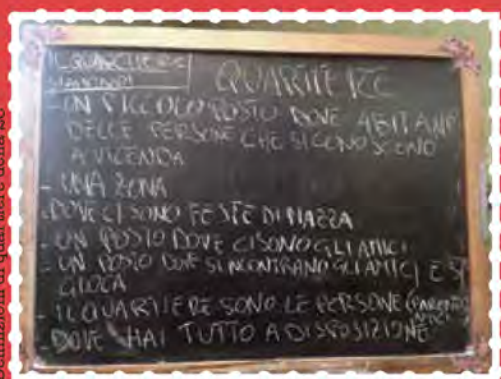 IL QUARTIERE
QUARTIERE
- UN PICCOLO POSTO DOVE ABITANO
DELLE PERSONE CHE SI CONOSCONO
A VICENDA
- UNA ZONA
- DOVE CI SONO FESTE DI PIAZZA
- UN POSTO DOVE CI SONO GLI AMICI
- UN POSTO DOVE SI INCONTRANO GLI AMICI E SI
GIOCA
- IL QUARTIERE SONO LE PERSONE
DOVE HAI TUTTO A DISPOSIZIONE